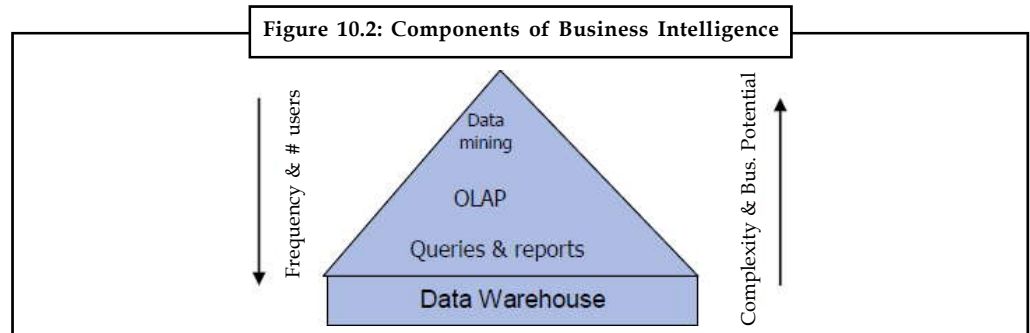 Figure 10.2: Components of Business Intelligence
Frequency & # users
Data
mining
OLAP
Queries & reports
Data Warehouse
Complexity & Bus. Potential